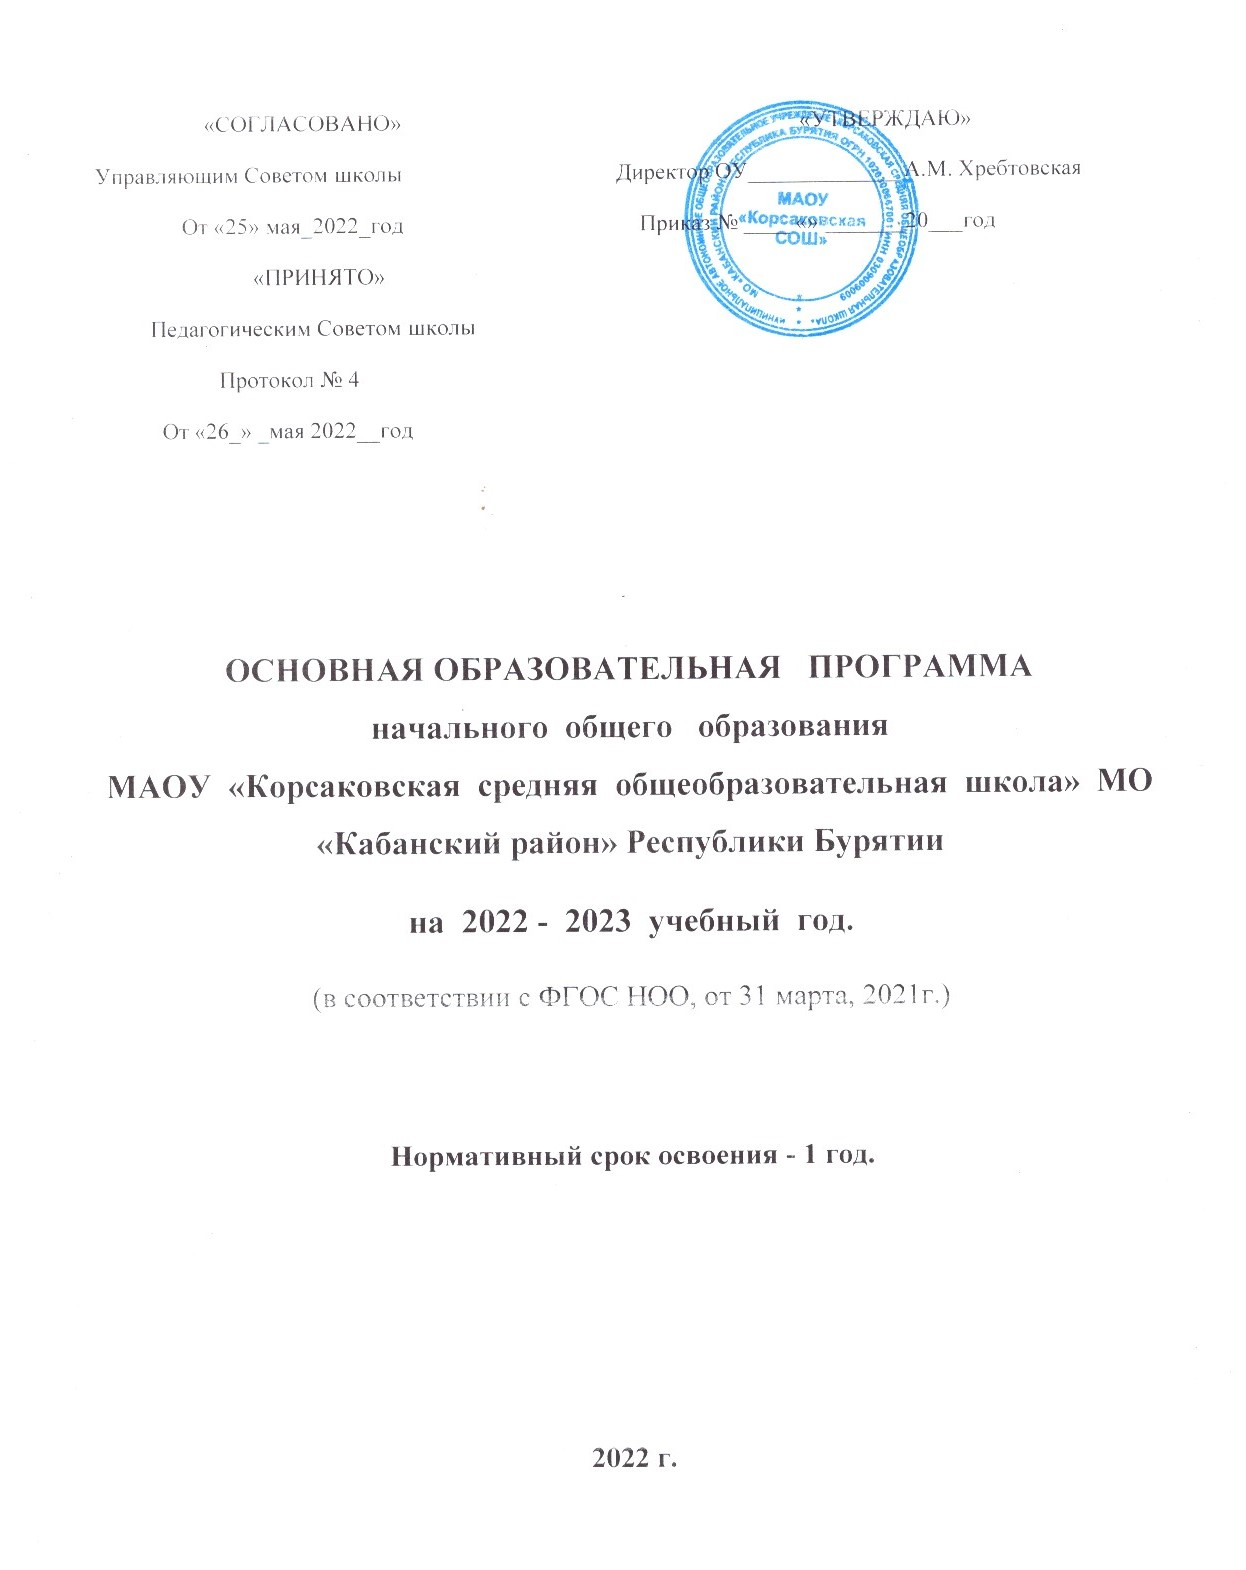 «СОГЛАСОВАНО»
Управляющим Советом школы
От «25» мая_2022_год
«ПРИНЯТО»
Педагогическим Советом школы
Протокол № 4
От «26_» _мая 2022__год
«УТВЕРЖДАЮ»
Директор ОУ______________А.М. Хребтовская
Приказ № ____ «»_______20___год
МАОУ
«Корсаковская
СОШ»
ОСНОВНАЯ ОБРАЗОВАТЕЛЬНАЯ ПРОГРАММА
начального общего образования
МАОУ «Корсаковская средняя общеобразовательная школа» МО
«Кабанский район» Республики Бурятии
на 2022 - 2023 учебный год.
(в соответствии с ФГОС НОО, от 31 марта, 2021г.)
Нормативный срок освоения - 1 год.
2022 г.